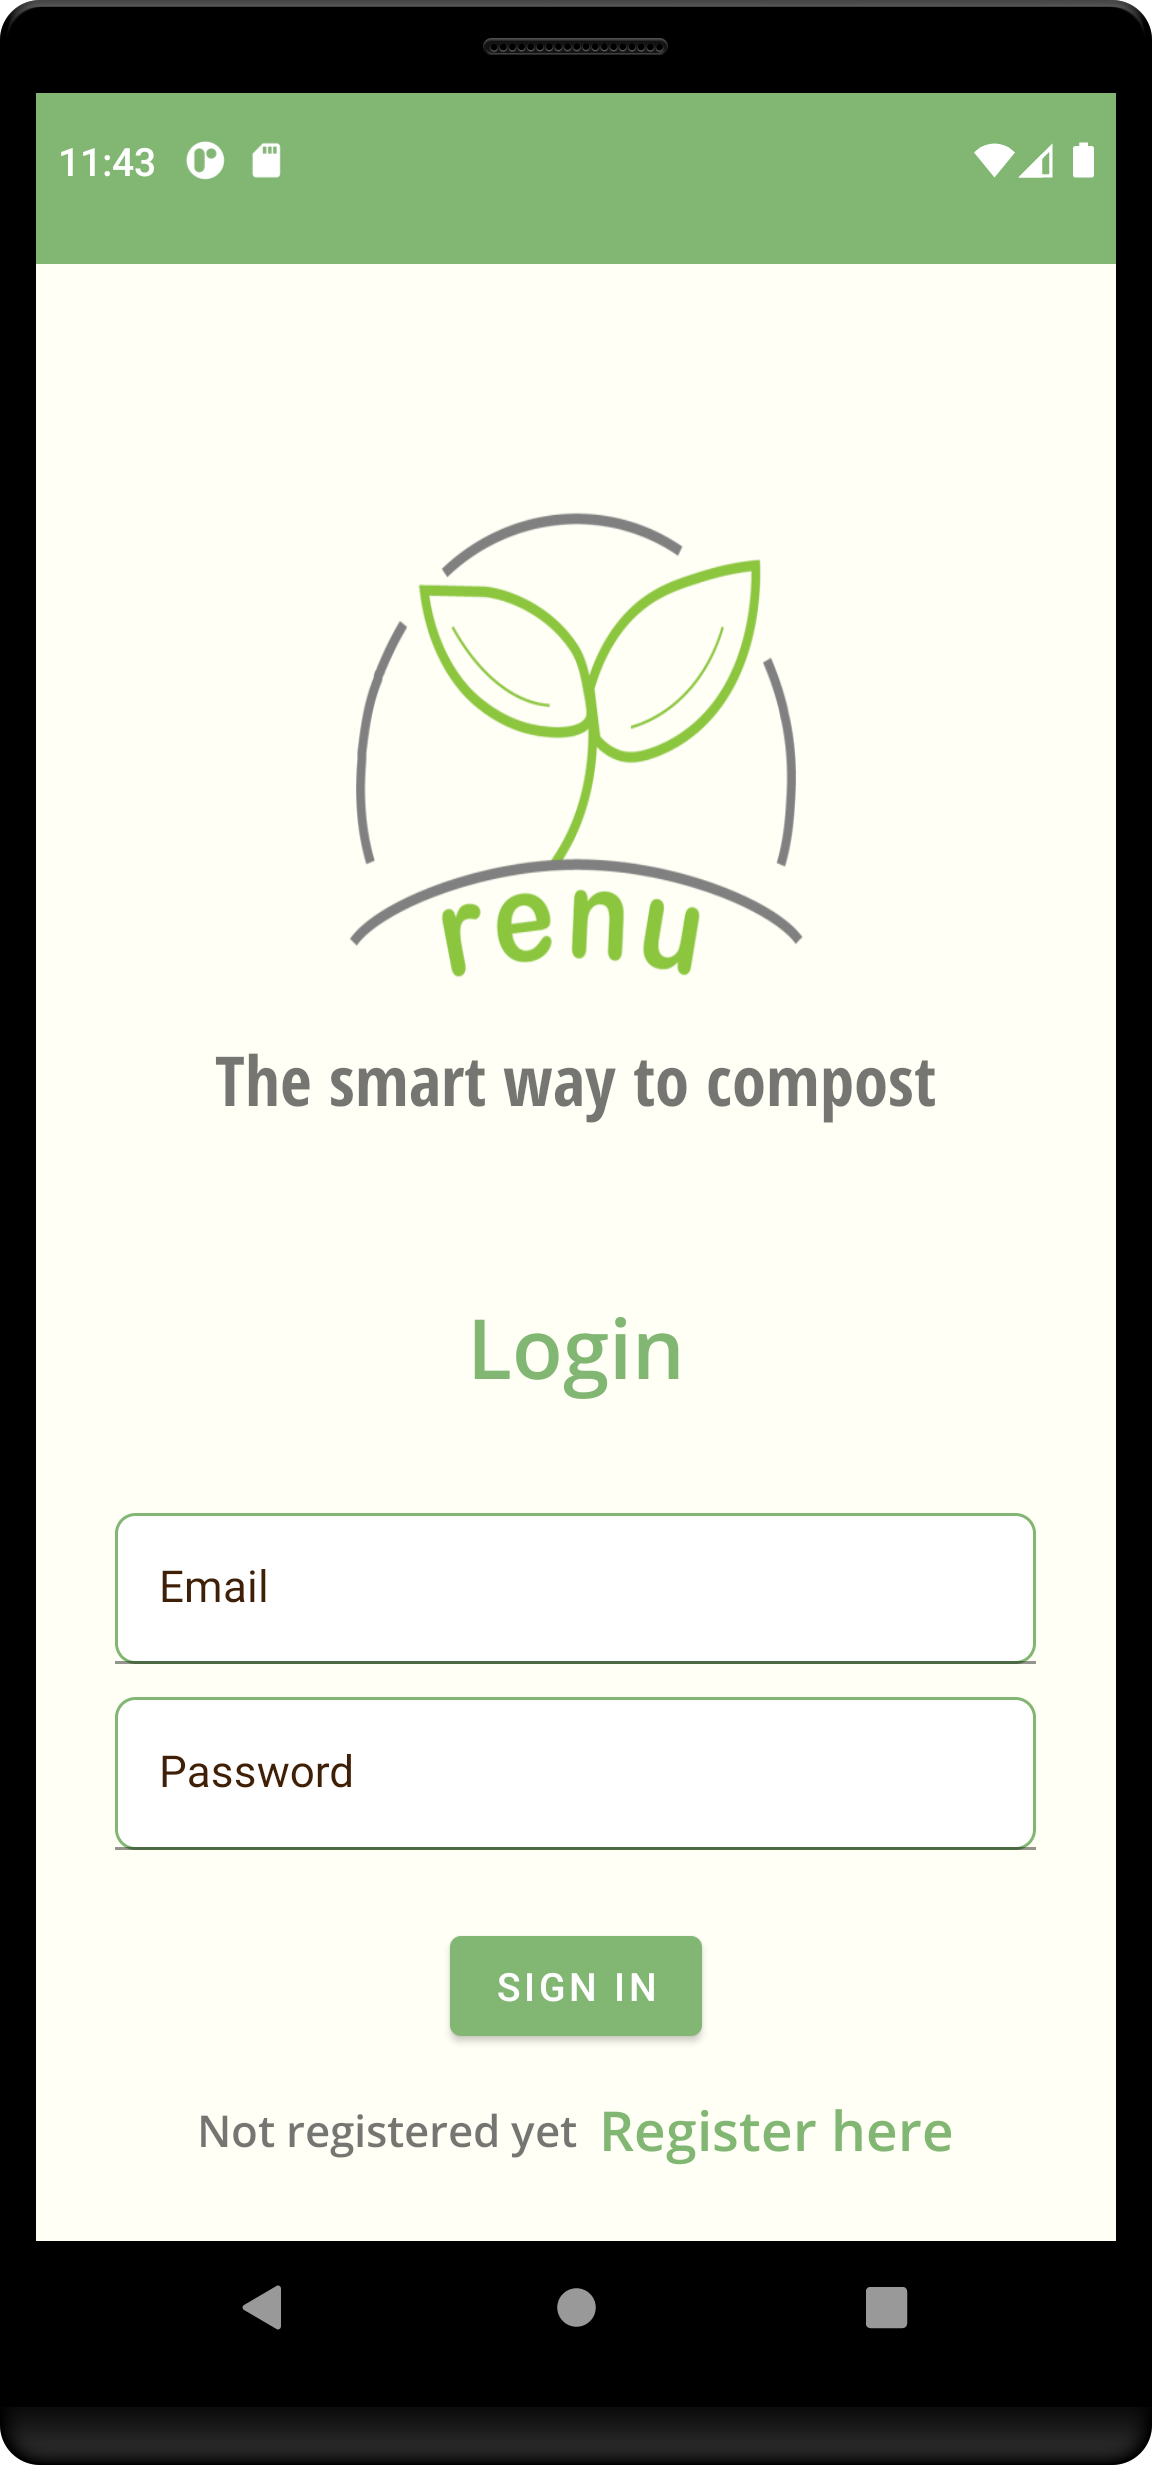 11:43
renu
The smart way to compost
Login
Email
Password
SIGN IN
Not registered yet Register here